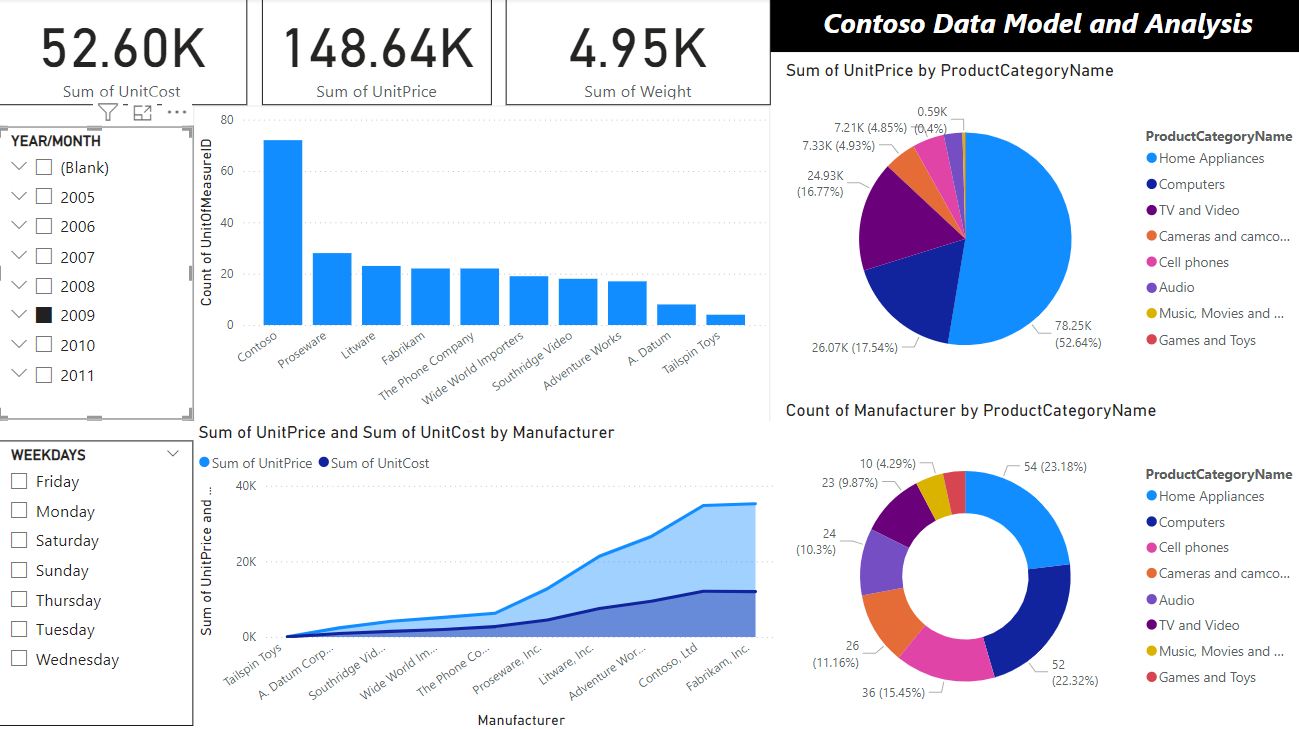 52.60K
Sum of UnitCost
148.64K
Sum of UnitPrice
4.95K
Sum of Weight
Contoso Data Model and Analysis
YEAR/MONTH
(Blank)
2005
2006
2007
2008
2009
2010
2011
WEEKDAYS
Friday
Monday
Saturday
Sunday
Thursday
Tuesday
Wednesday
Count of UnitOfMeasureID
80
60
40
20
0
Contoso
Proseware
Litware
Fabrikam
The Phone Company
Wide World Importers
Southridge Video
Adventure Works
A. Datum
Tailspin Toys
Sum of UnitPrice and Sum of UnitCost by Manufacturer
Sum of UnitPrice
Sum of UnitCost
Sum of UnitPrice and ...
40K
20K
0K
Tailspin Toys
A. Datum Corp...
Southridge Vid...
Wide World Im...
The Phone Co...
Proseware, Inc.
Litware, Inc.
Adventure Wor...
Contoso, Ltd
Fabrikam, Inc.
Manufacturer
Sum of UnitPrice by ProductCategoryName
0.59K
(0.4%)
7.21K (4.85%)
7.33K (4.93%)
24.93K
(16.77%)
26.07K (17.54%)
78.25K
(52.64%)
ProductCategoryName
Home Appliances
Computers
TV and Video
Cameras and camco...
Cell phones
Audio
Music, Movies and ...
Games and Toys
Count of Manufacturer by ProductCategoryName
10 (4.29%)
23 (9.87%)
24
(10.3%)
26
(11.16%)
36 (15.45%)
52
(22.32%)
54 (23.18%)
ProductCategoryName
Home Appliances
Computers
Cell phones
Cameras and camco...
Audio
TV and Video
Music, Movies and ...
Games and Toys